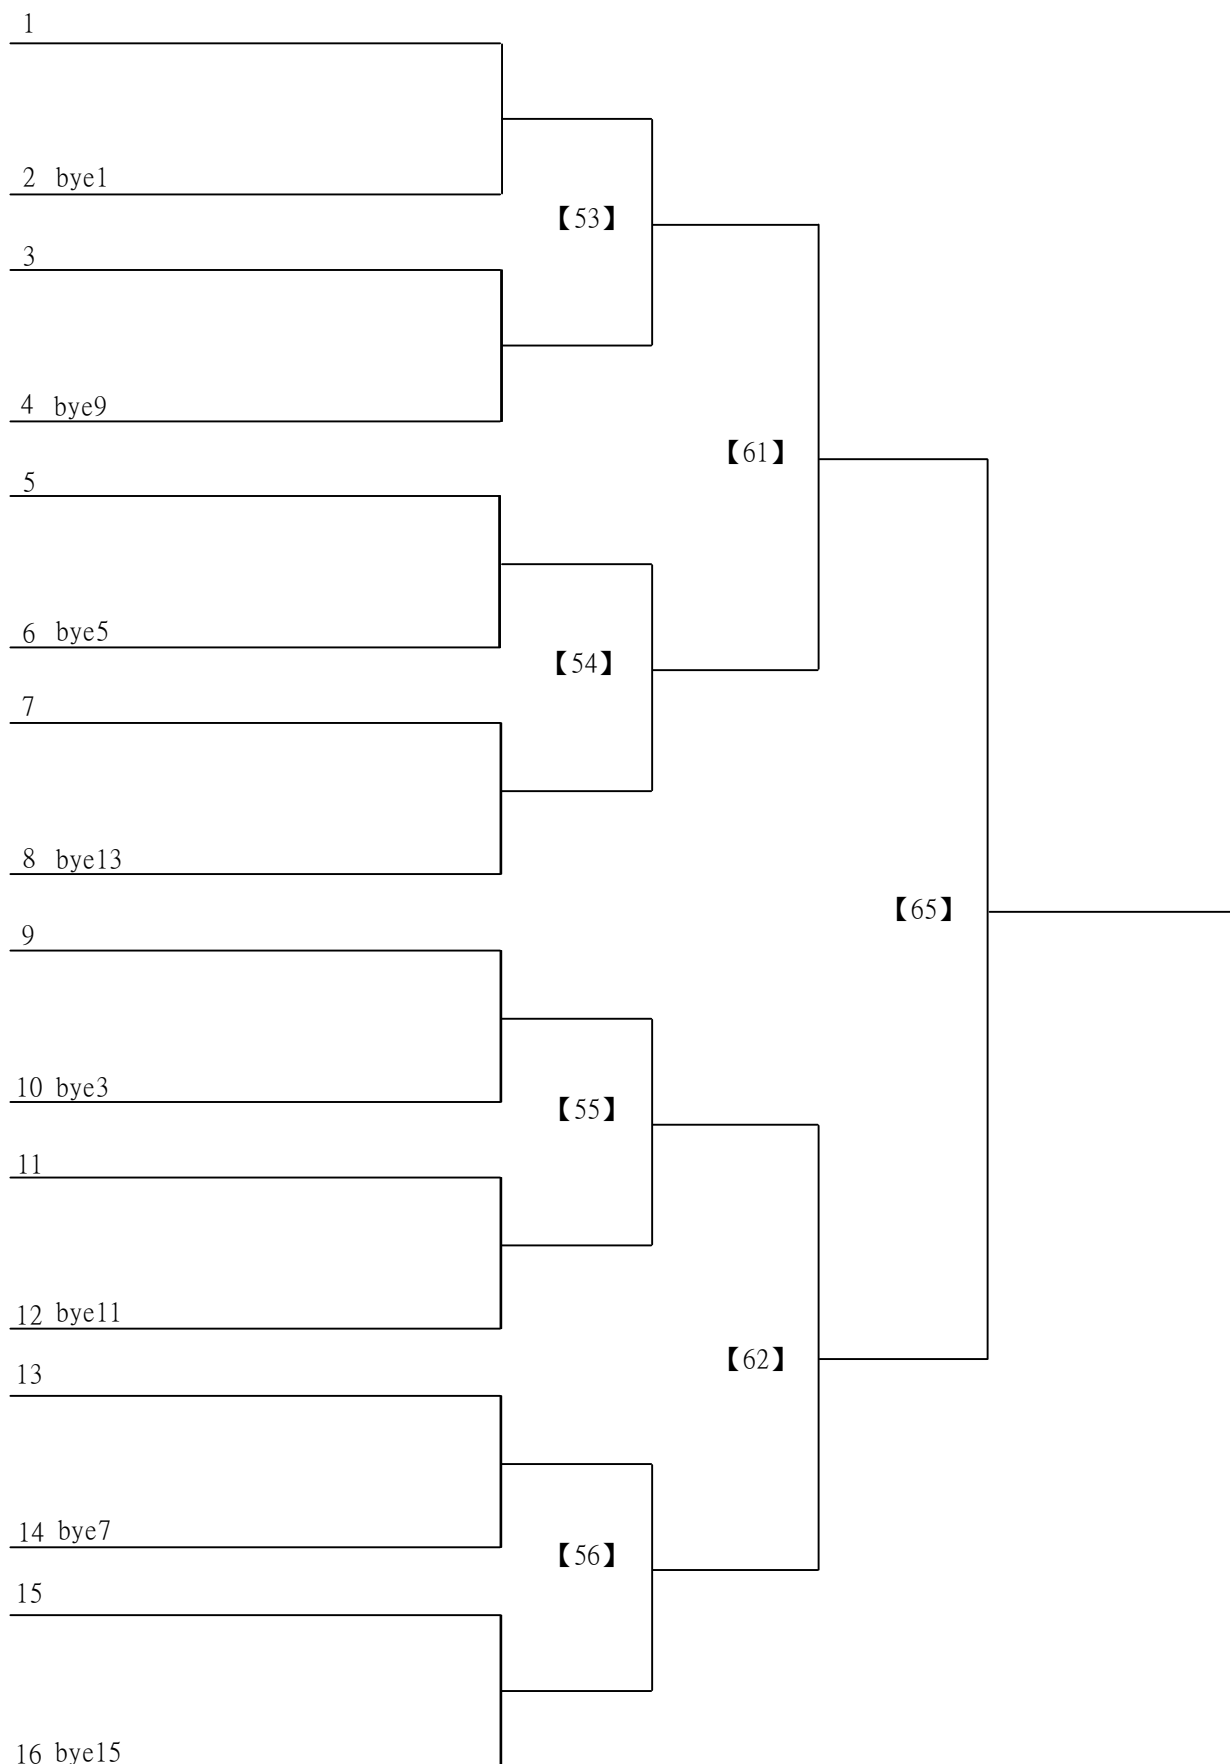 1
2 bye1
【53】
3
4 bye9
【61】
5
6 bye5
【54】
7
8 bye13
【65】
9
10 bye3
【55】
11
12 bye11
【62】
13
14 bye7
【56】
15
16 bye15